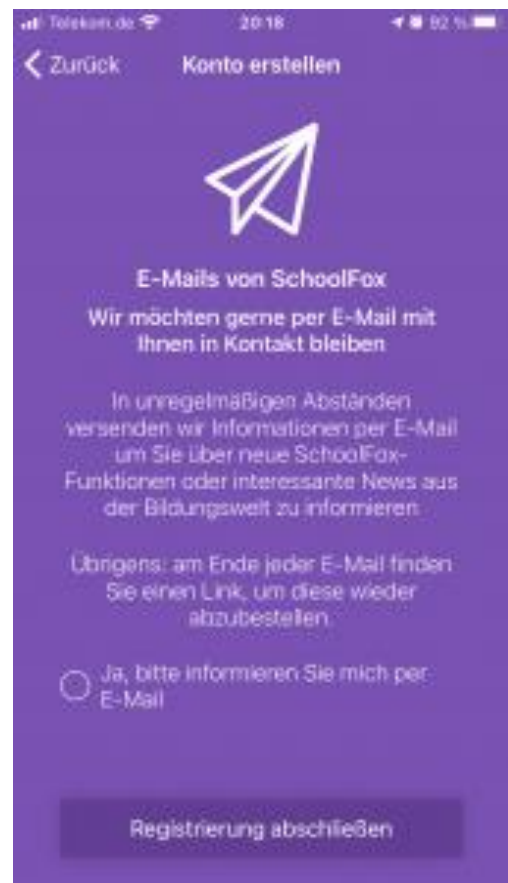 Telekom.de 20:18 92 %
Zurück Konto erstellen
E-Mails von SchoolFox
Wir möchten gerne per E-Mail mit
Ihnen in Kontakt bleiben
In unregelmäßigen Abständen
versenden wir Informationen per E-Mail
um Sie über neue SchoolFox-
Funktionen oder interessante News aus
der Bildungswelt zu informieren
Übrigens: am Ende jeder E-Mail finden
Sie einen Link, um diese wieder
abzubestellen.
Ja, bitte informieren Sie mich per
E-Mail
Registrierung abschließen